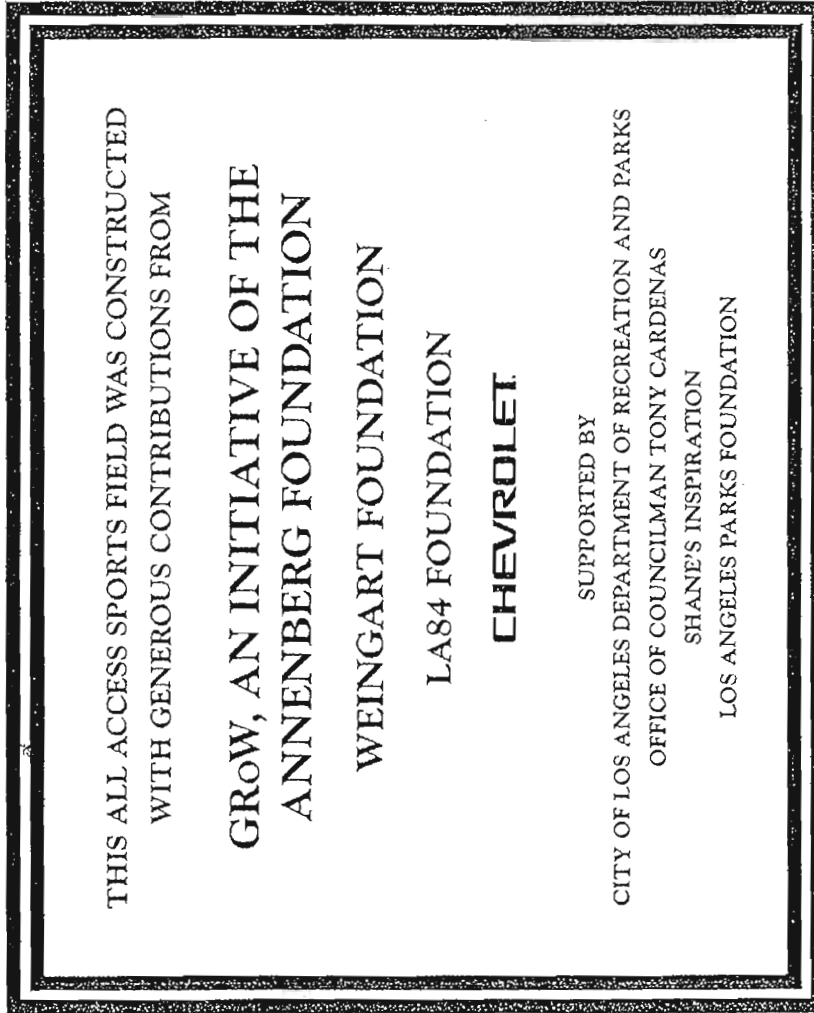 THIS ALL ACCESS SPORTS FIELD WAS CONSTRUCTED
WITH GENEROUS CONTRIBUTIONS FROM
GRoW, AN INITIATIVE OF THE
ANNENBERG FOUNDATION
WEINGART FOUNDATION
LA84 FOUNDATION
CHEVROLET
SUPPORTED BY
CITY OF LOS ANGELES DEPARTMENT OF RECREATION AND PARKS
OFFICE OF COUNCILMAN TONY CARDENAS
SHANE'S INSPIRATION
LOS ANGELES PARKS FOUNDATION